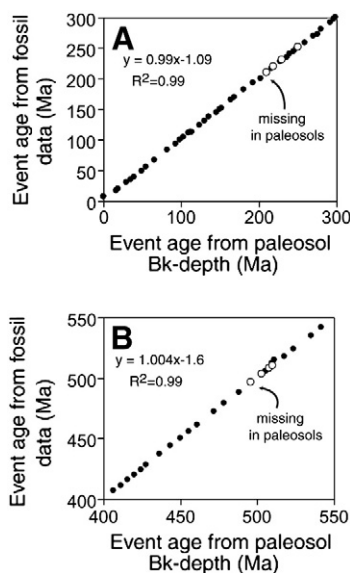 A
y = 0.99x-1.09
R²=0.99
missing
in paleosols
300
250
200
150
100
50
0
0 100 200 300
Event age from fossil
data (Ma)
Event age from paleosol
Bk-depth (Ma)
B
y = 1.004x-1.6
R²=0.99
missing
in paleosols
550
500
450
400
400 450 500 550
Event age from fossil
data (Ma)
Event age from paleosol
Bk-depth (Ma)